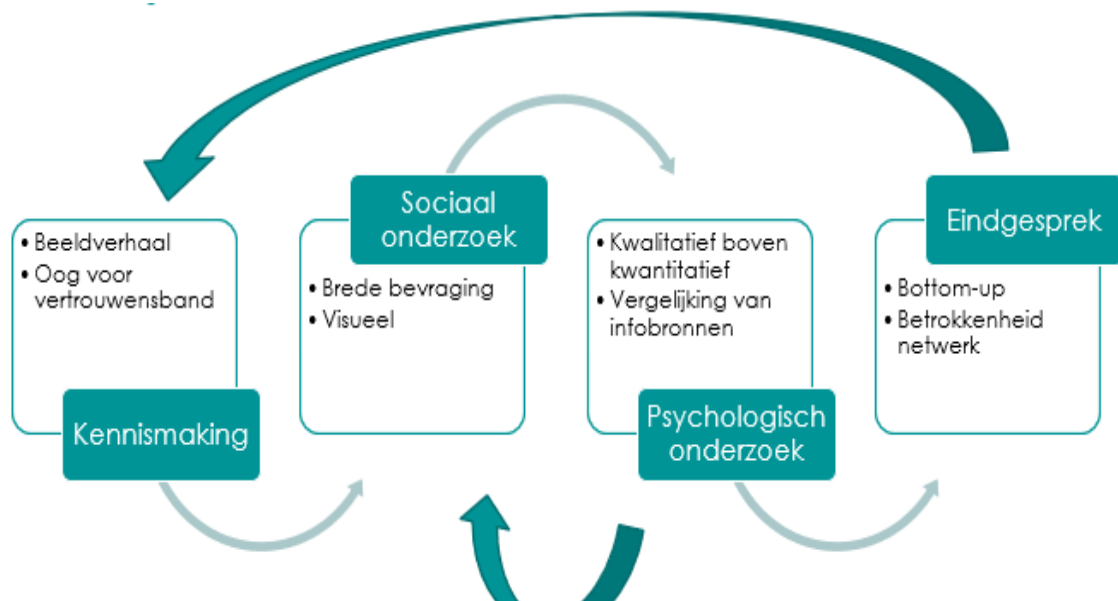 • Beeldverhaal
• Oog voor
vertrouwensband
Kennismaking
Sociaal
onderzoek
• Brede bevraging
• Visueel
• Kwalitatief boven
kwantitatief
• Vergelijking van
infobronnen
Psychologisch
onderzoek
Eindgesprek
• Bottom-up
• Betrokkenheid
netwerk